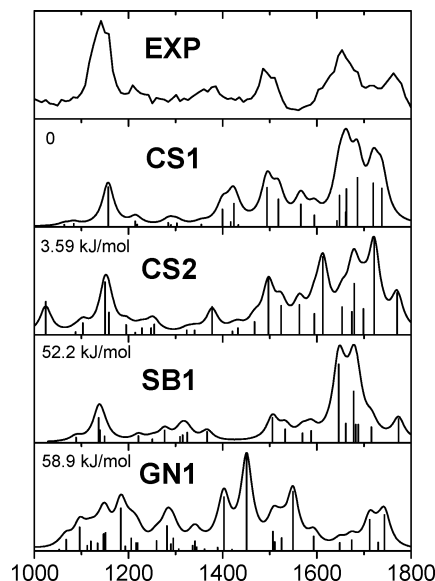 EXP
0
CS1
3.59 kJ/mol
CS2
52.2 kJ/mol
SB1
58.9 kJ/mol
GN1
1000 1200 1400 1600 1800